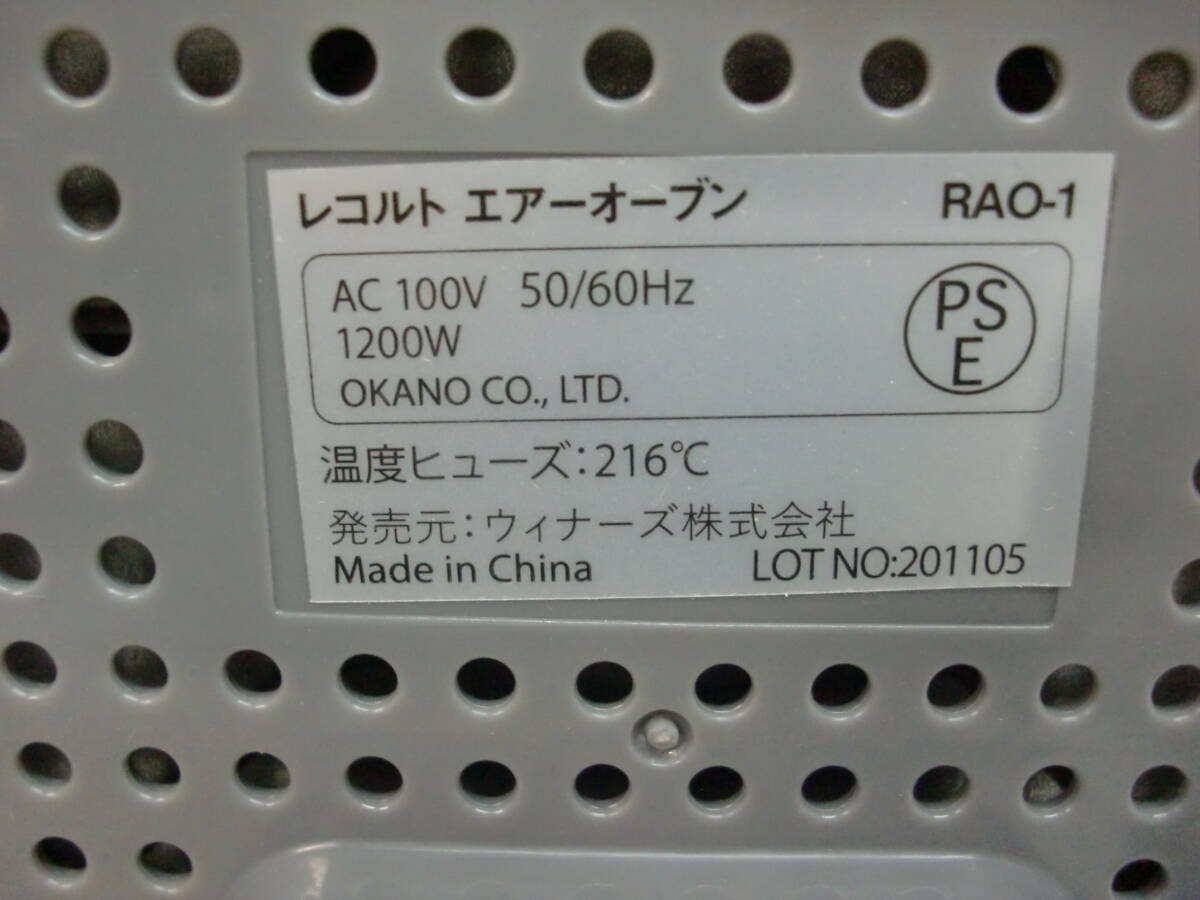 レコルト エアーオーブン RAO-1
AC 100V 50/60Hz
1200W
OKANO CO., LTD.
PS
E
温度ヒューズ:216℃
発売元:ウィナーズ株式会社
Made in China LOT NO:201105